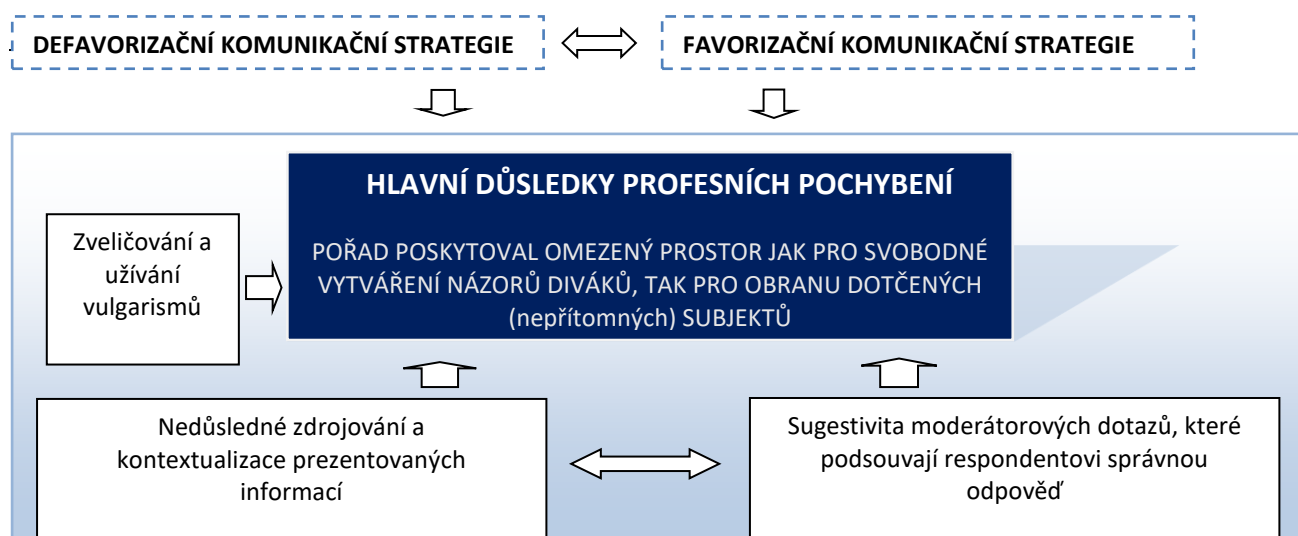 DEFAVORIZAČNÍ KOMUNIKAČNÍ STRATEGIE
FAVORIZAČNÍ KOMUNIKAČNÍ STRATEGIE
HLAVNÍ DŮSLEDKY PROFESNÍCH POCHYBENÍ
POŘAD POSKYTOVAL OMEZENÝ PROSTOR JAK PRO SVOBODNÉ
VYTVÁŘENÍ NÁZORŮ DIVÁKŮ, TAK PRO OBRANU DOTČENÝCH
(nepřítomných) SUBJEKTŮ
Zveličování a
užívání
vulgarismů
Nedůsledné zdrojování a
kontextualizace prezentovaných
informací
Sugestivita moderátorových dotazů, které
podsouvají respondentovi správnou
odpověď